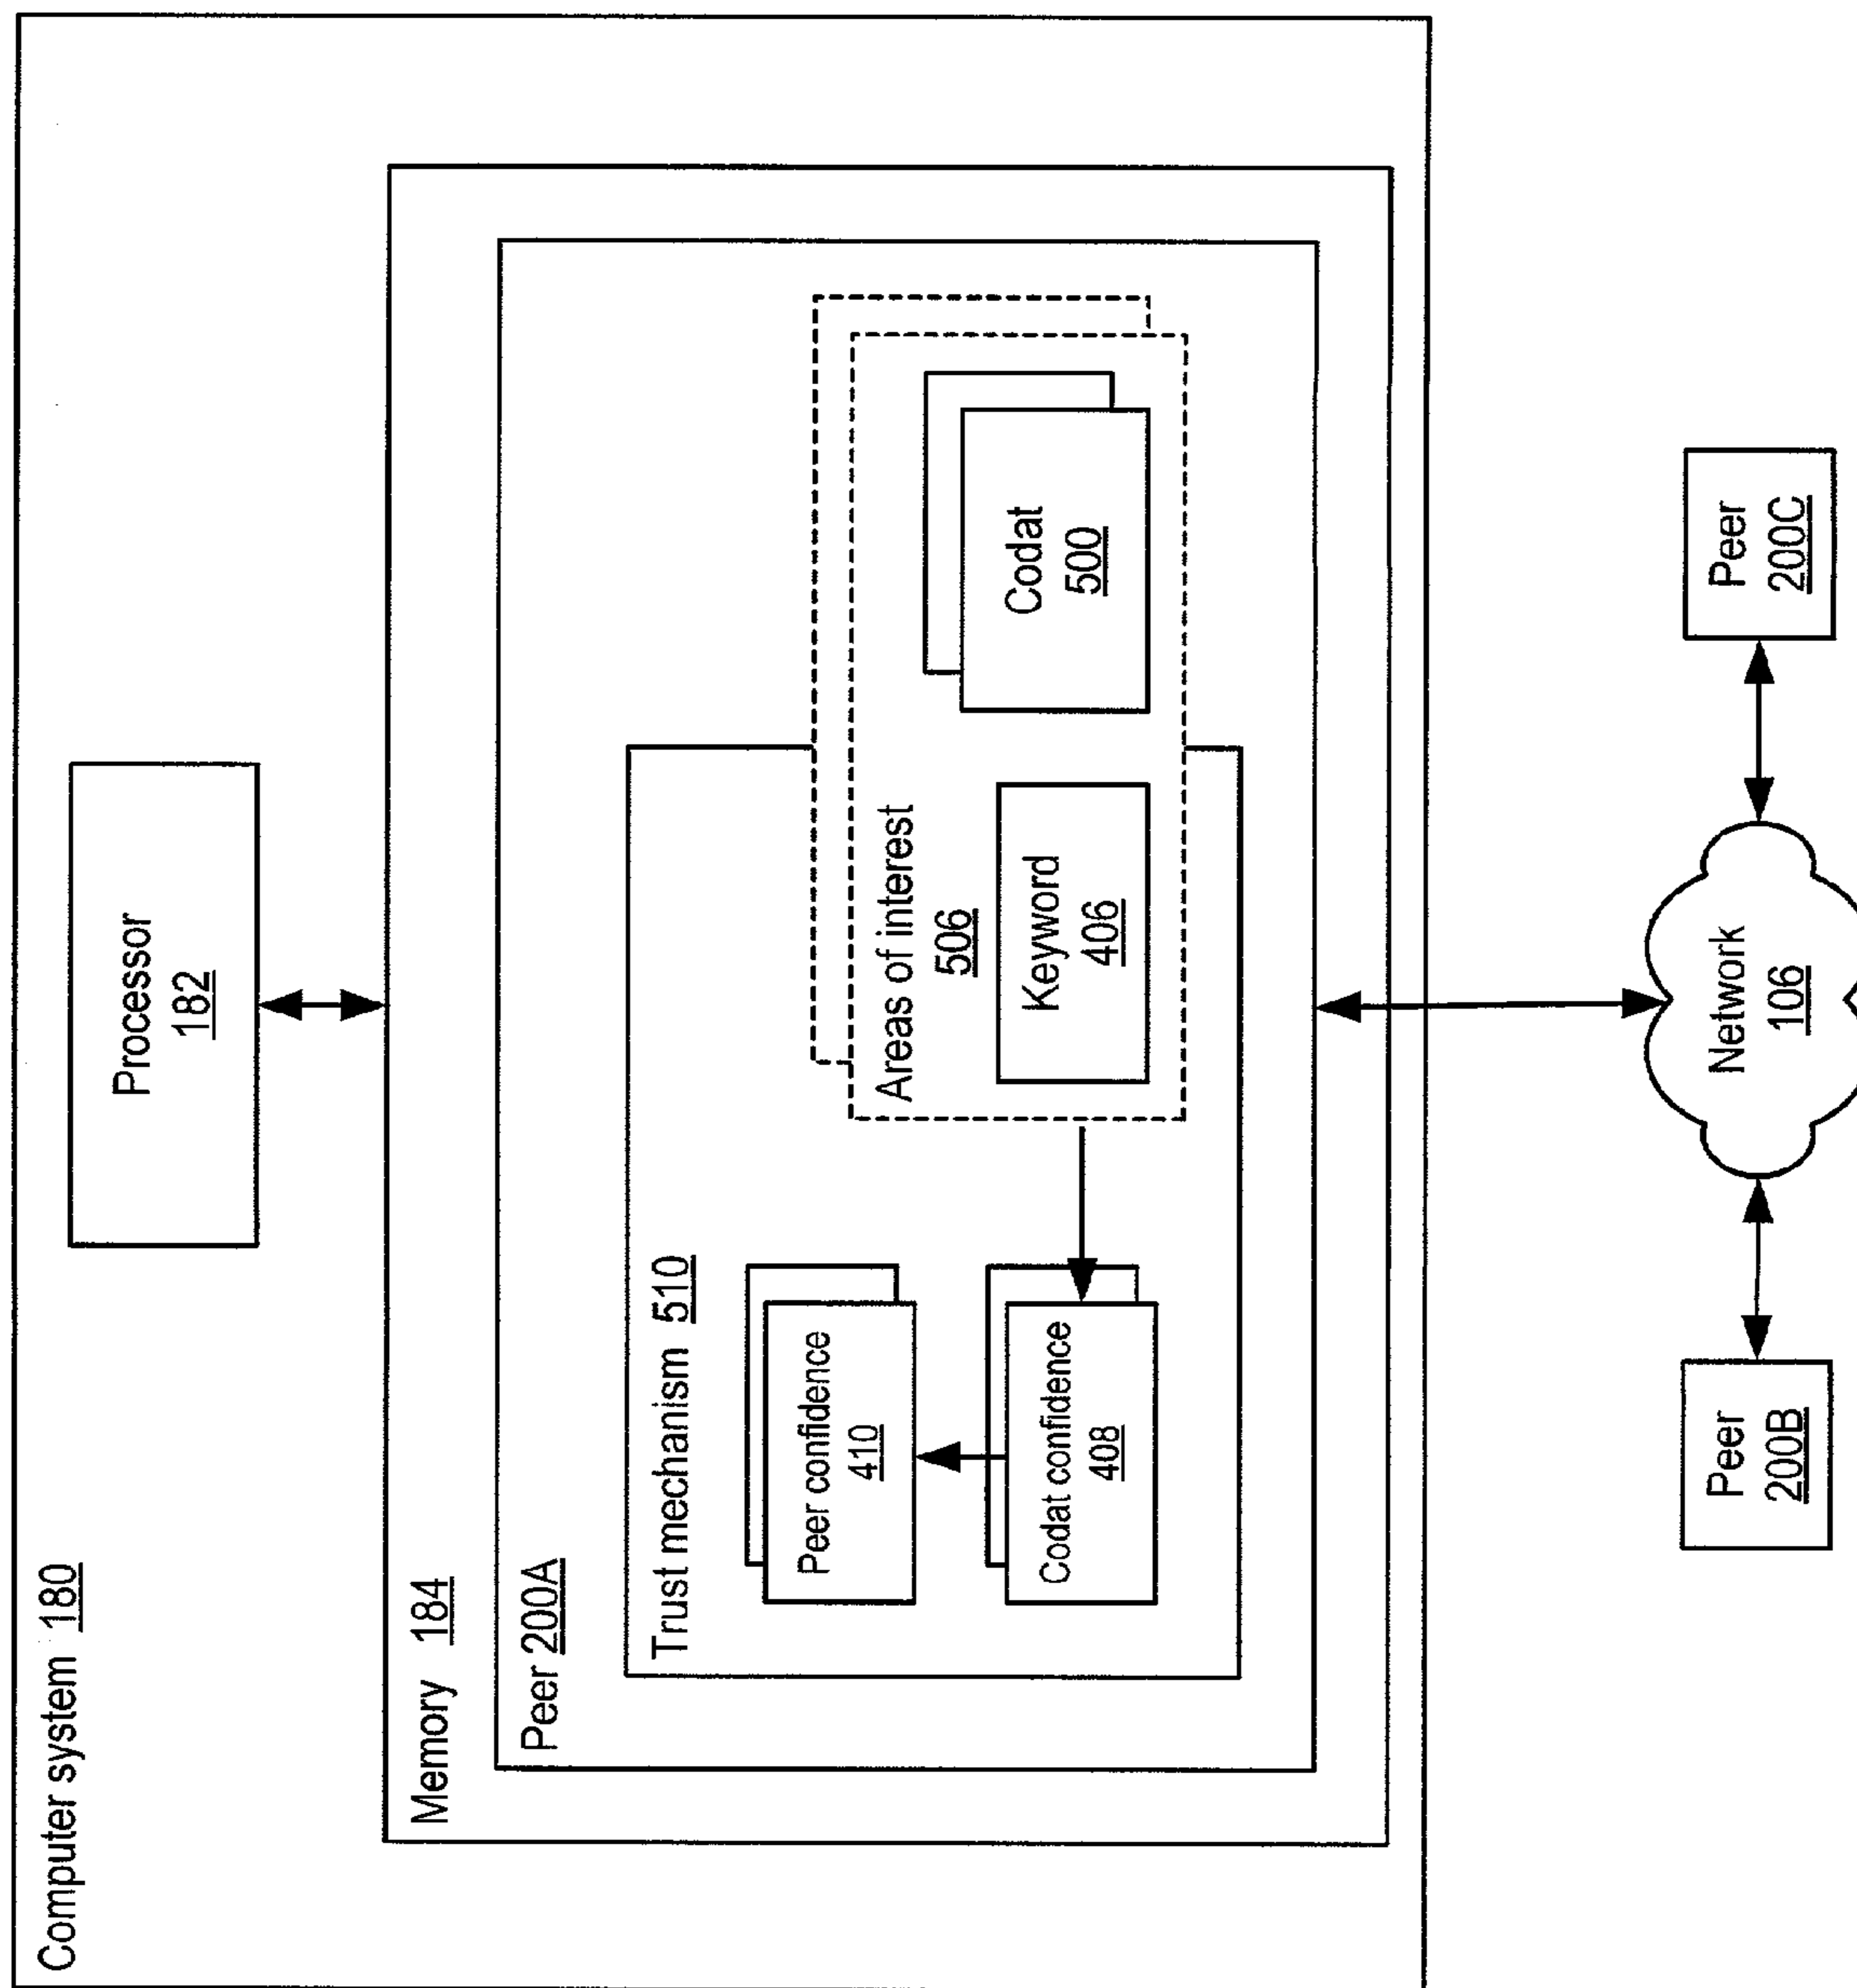 Computer system 180
Processor
182
Memory 184
Peer 200A
Trust mechanism 510
Peer confidence
410
Codat confidence
408
Areas of interest
506
Keyword
406
Codat
500
Peer
200B
Network
106
Peer
200C